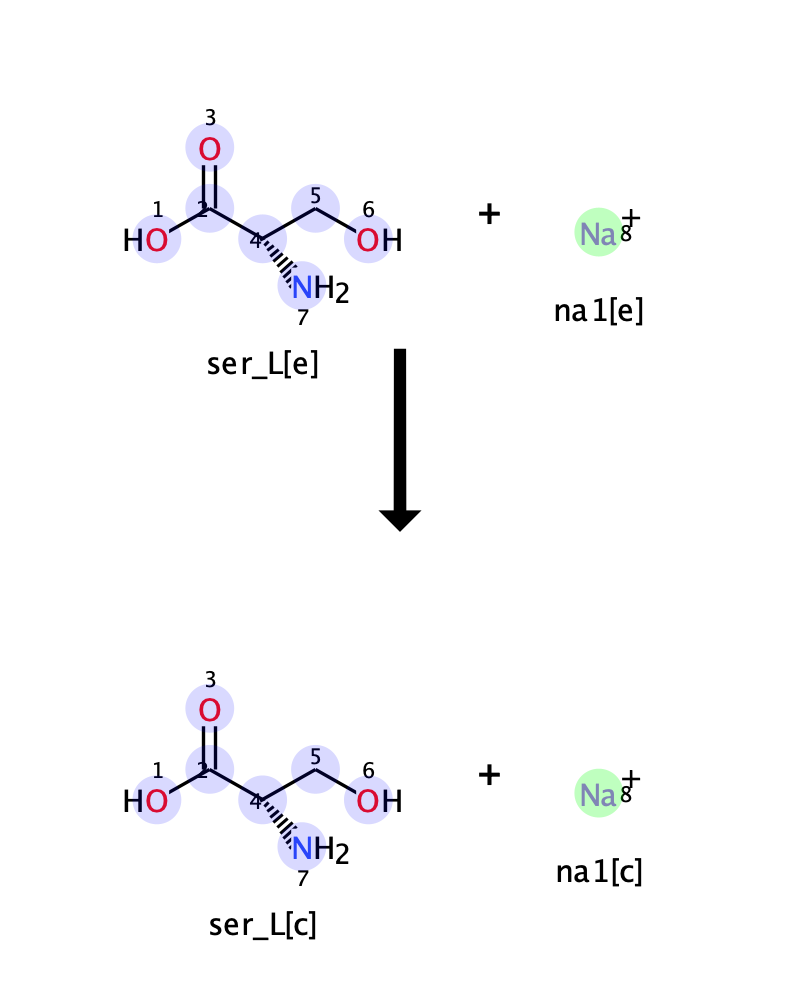 3
O
1 2 5 6
HO 4 OH + Na+ 8
NH2
7
na1[e]
ser_L[e]
3
O
1 2 5 6
HO 4 OH + Na+ 8
NH2
7
na1[c]
ser_L[c]